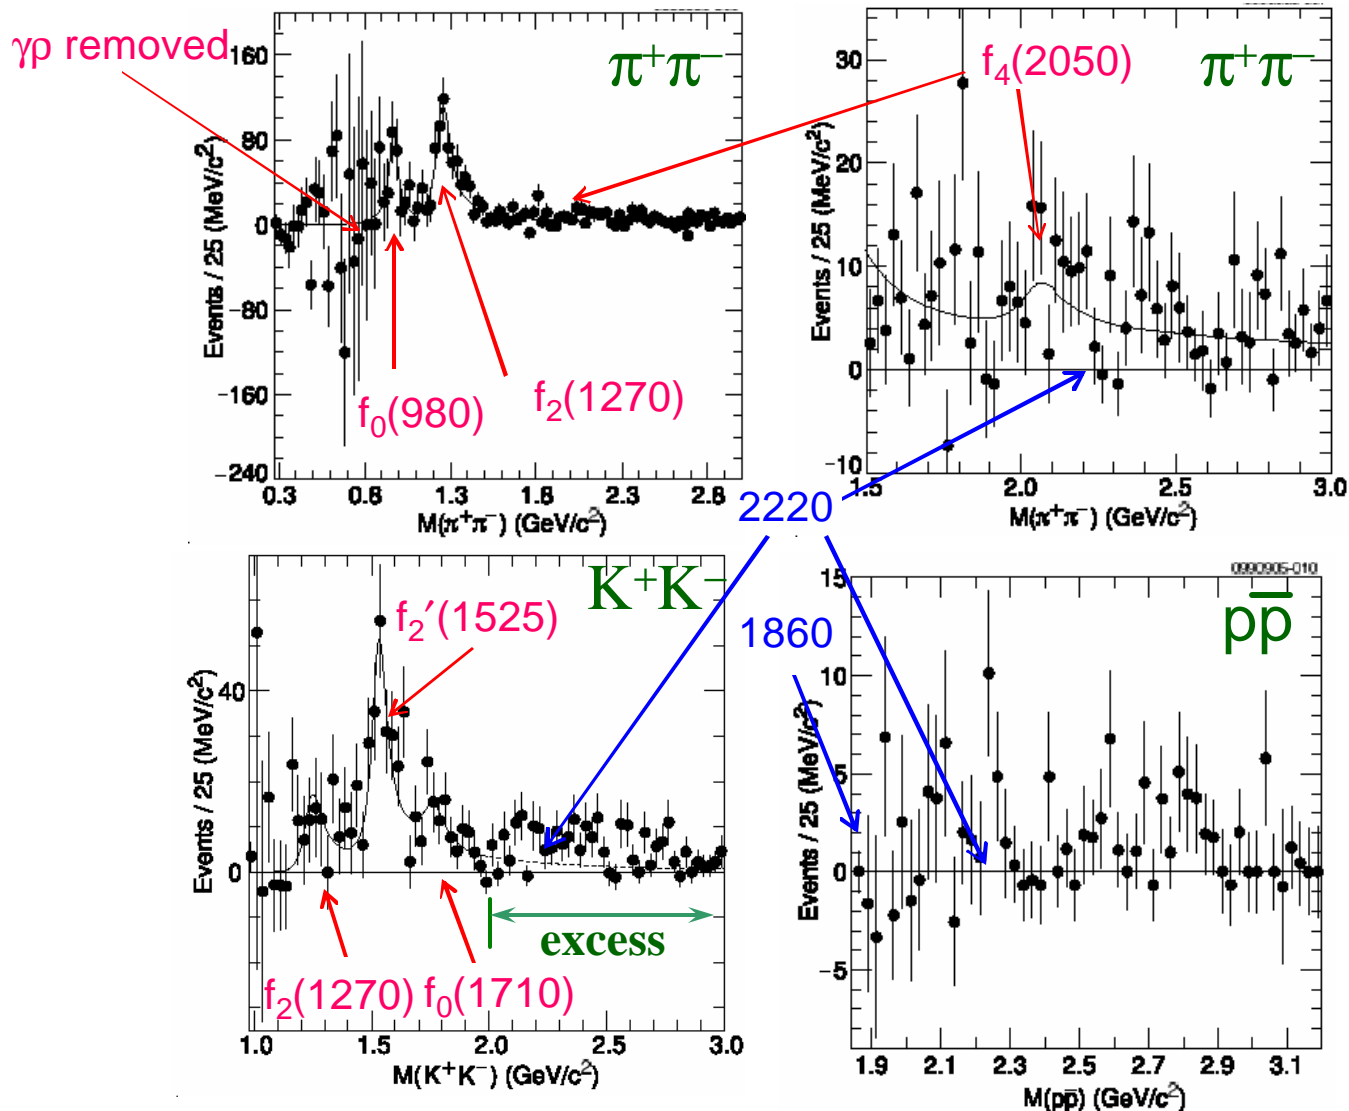 γρ removed
π⁺π⁻
160
80
0
−80
−160
−240
Events / 25 (MeV/c²)
f₀(980)
f₂(1270)
0.3 0.8 1.3 1.8 2.3 2.8
M(π⁺π⁻) (GeV/c²)
f₄(2050)
π⁺π⁻
30
20
10
0
−10
Events / 25 (MeV/c²)
1.5 2.0 2.5 3.0
M(π⁺π⁻) (GeV/c²)
2220
1860
K⁺K⁻
f₂′(1525)
40
0
Events / 25 (MeV/c²)
excess
f₂(1270) f₀(1710)
1.0 1.5 2.0 2.5 3.0
M(K⁺K⁻) (GeV/c²)
0990905-010
pp̅
15
10
5
0
−5
Events / 25 (MeV/c²)
1.9 2.1 2.3 2.5 2.7 2.9 3.1
M(pp̅) (GeV/c²)